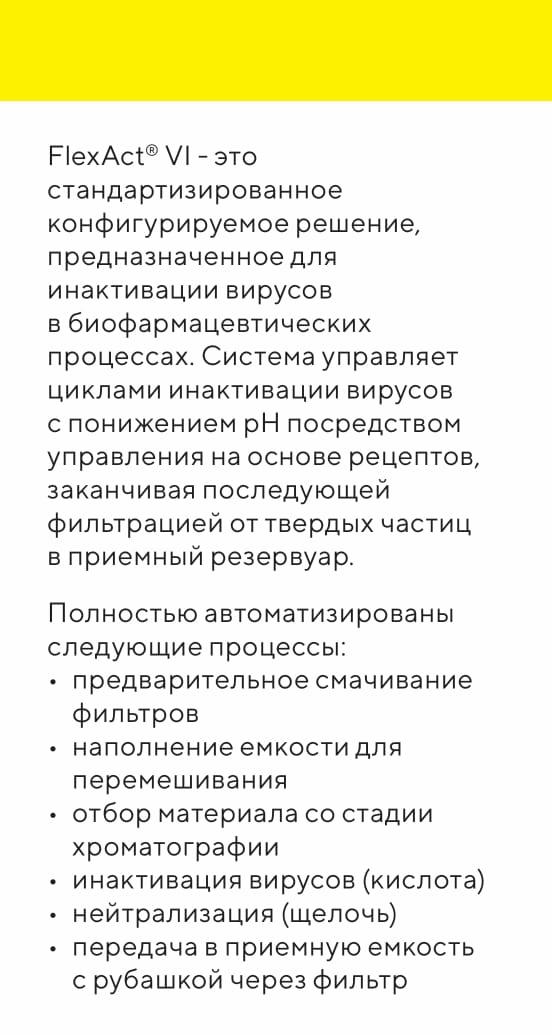 FlexAct® VI - это
стандартизированное
конфигурируемое решение,
предназначенное для
инактивации вирусов
в биофармацевтических
процессах. Система управляет
циклами инактивации вирусов
с понижением pH посредством
управления на основе рецептов,
заканчивая последующей
фильтрацией от твердых частиц
в приемный резервуар.
Полностью автоматизированы
следующие процессы:
• предварительное смачивание
фильтров
• наполнение емкости для
перемешивания
• отбор материала со стадии
хроматографии
• инактивация вирусов (кислота)
• нейтрализация (щелочь)
• передача в приемную емкость
с рубашкой через фильтр